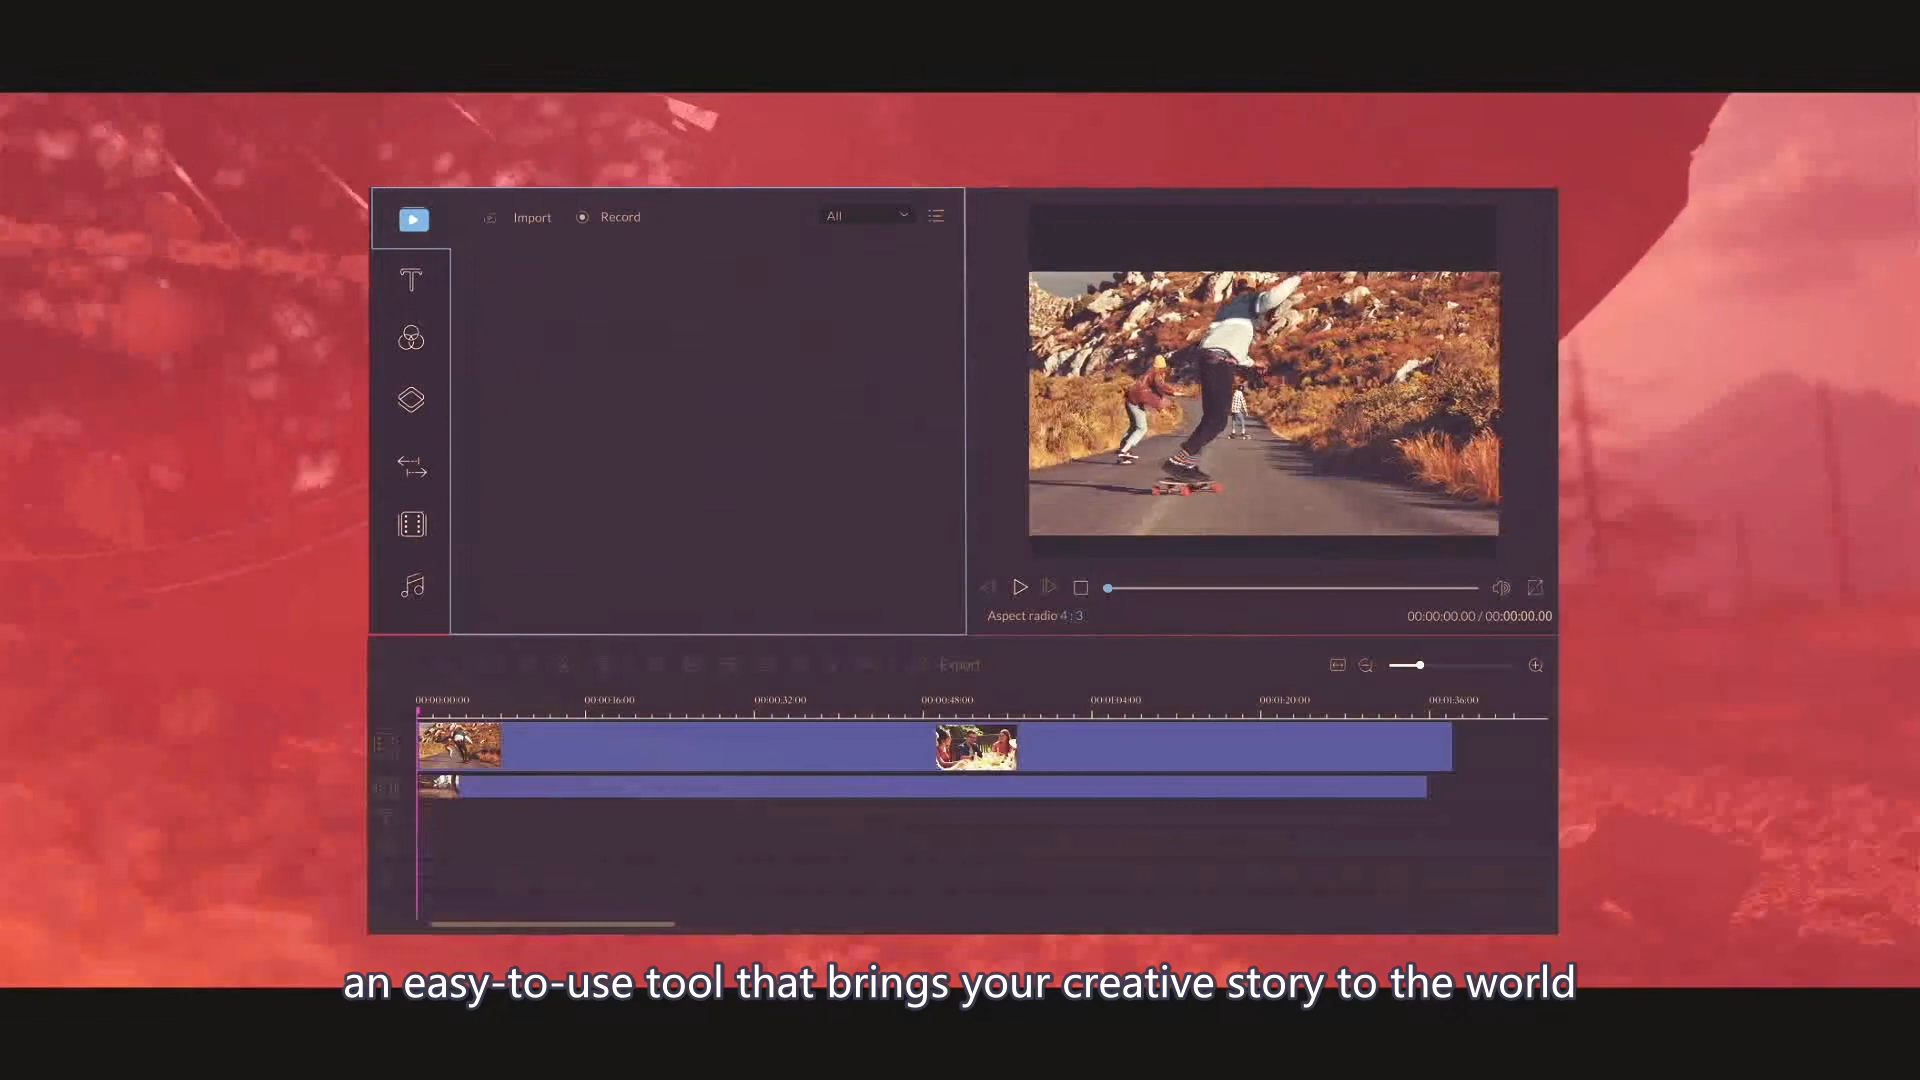 Import
Record
All
Aspect radio 4 : 3
00:00:00.00 / 00:00:00.00
Export
00:00:00:00
00:00:16:00
00:00:32:00
00:00:48:00
00:01:04:00
00:01:20:00
00:01:36:00
an easy-to-use tool that brings your creative story to the world